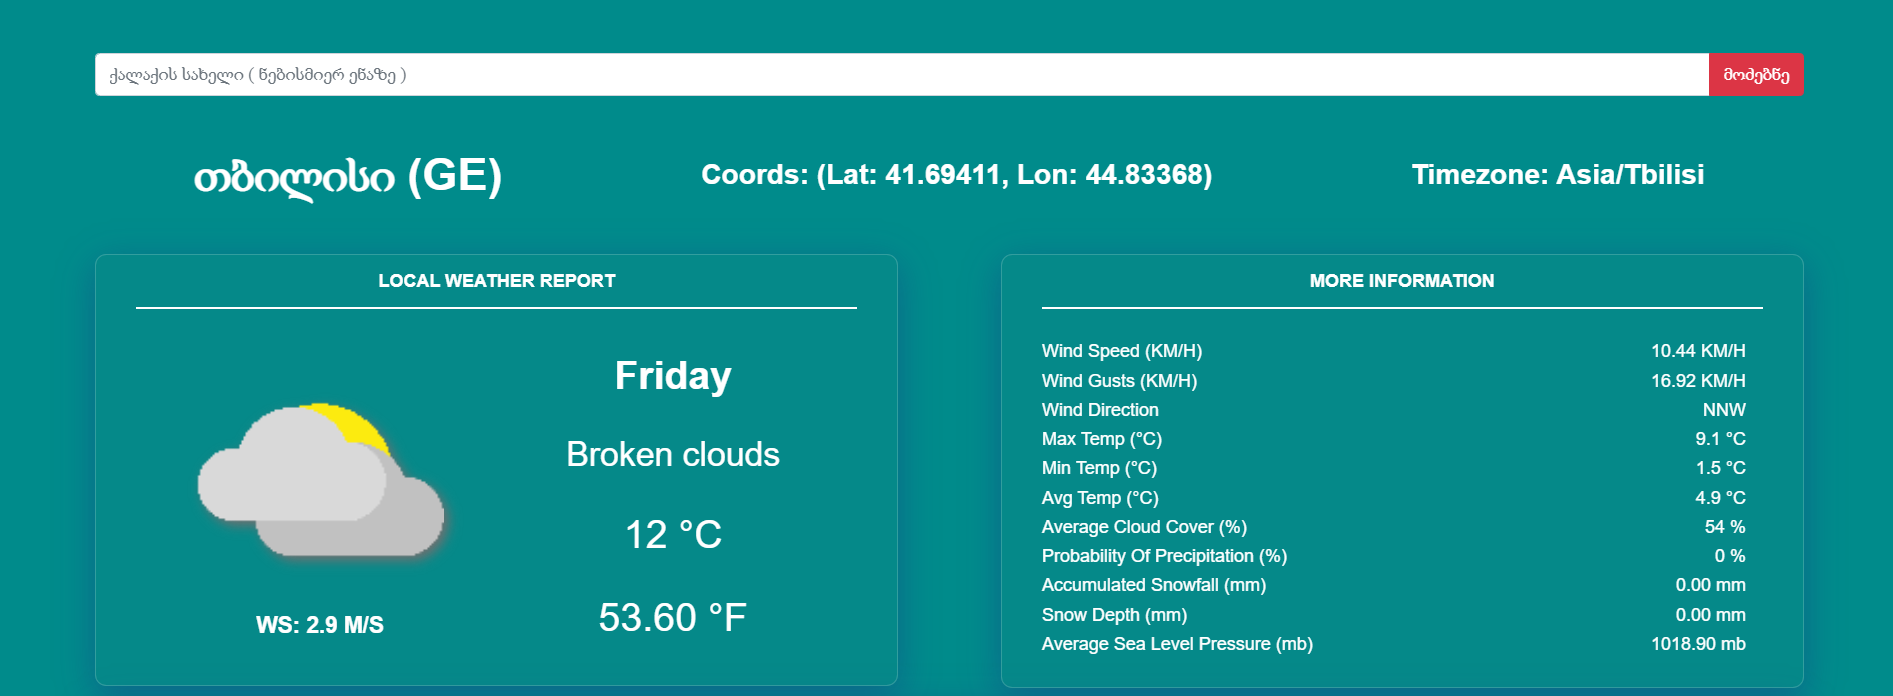 ქალაქის სახელი ( ნებისმიერ ენაზე )
მოძებნე
თბილისი (GE)
Coords: (Lat: 41.69411, Lon: 44.83368)
Timezone: Asia/Tbilisi
LOCAL WEATHER REPORT
Friday
Broken clouds
12 °C
53.60 °F
WS: 2.9 M/S
MORE INFORMATION
Wind Speed (KM/H) 10.44 KM/H
Wind Gusts (KM/H) 16.92 KM/H
Wind Direction NNW
Max Temp (°C) 9.1 °C
Min Temp (°C) 1.5 °C
Avg Temp (°C) 4.9 °C
Average Cloud Cover (%) 54 %
Probability Of Precipitation (%) 0 %
Accumulated Snowfall (mm) 0.00 mm
Snow Depth (mm) 0.00 mm
Average Sea Level Pressure (mb) 1018.90 mb